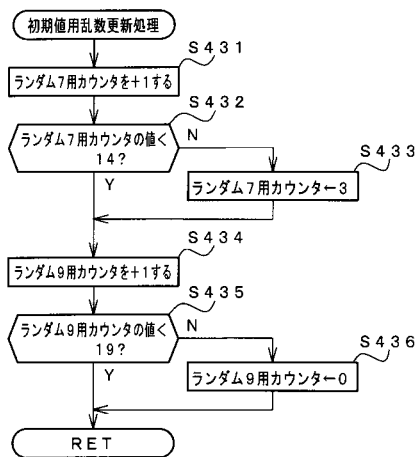 初期値用乱数更新処理
S431
ランダム7用カウンタを+1する
S432
ランダム7用カウンタの値<
14?
N
S433
ランダム7用カウンタ←3
Y
S434
ランダム9用カウンタを+1する
S435
ランダム9用カウンタの値<
19?
N
S436
ランダム9用カウンタ←0
Y
RET